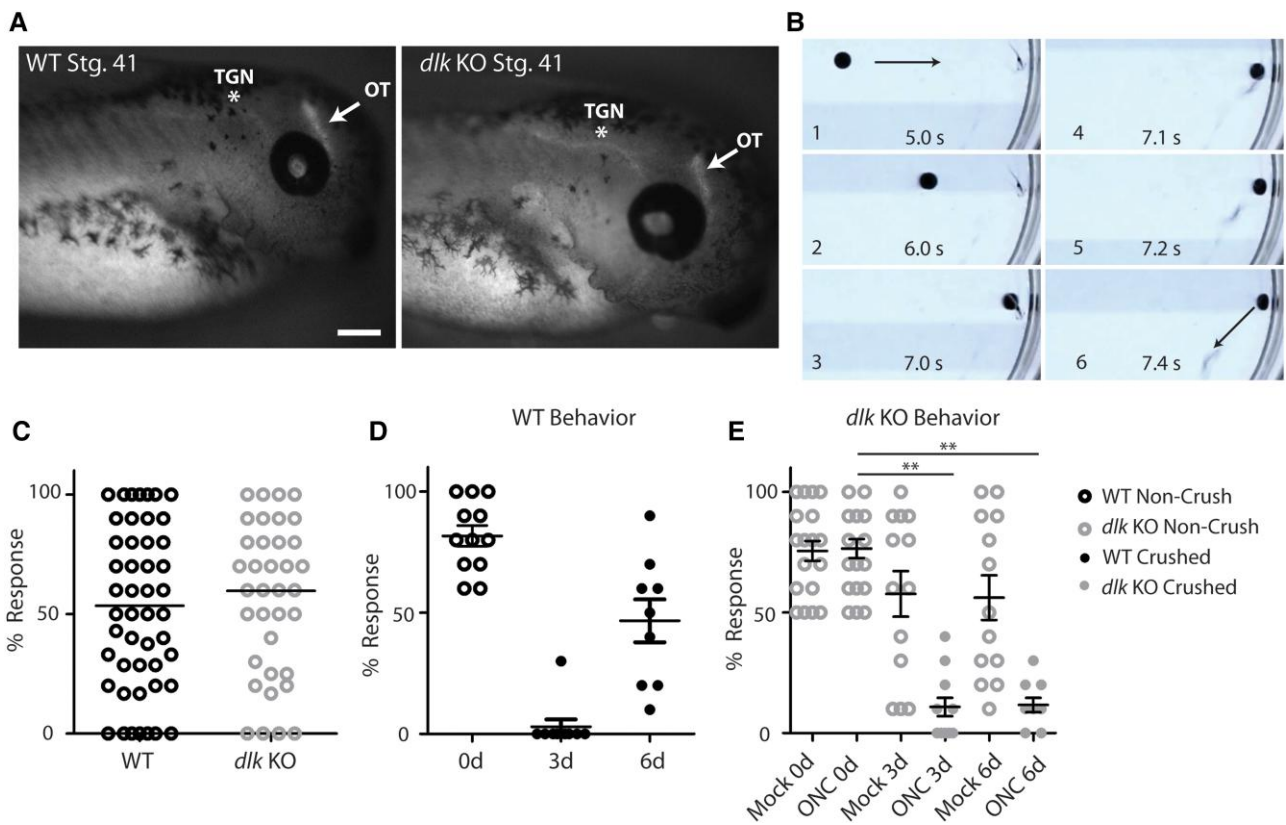 A
WT Stg. 41
TGN
*
OT
dlk KO Stg. 41
TGN
*
OT
B
1
5.0 s
2
6.0 s
3
7.0 s
4
7.1 s
5
7.2 s
6
7.4 s
C
% Response
100
50
0
WT
dlk KO
D
WT Behavior
% Response
100
50
0
0d
3d
6d
E
dlk KO Behavior
**
**
% Response
100
50
0
Mock 0d
ONC 0d
Mock 3d
ONC 3d
Mock 6d
ONC 6d
WT Non-Crush
dlk KO Non-Crush
WT Crushed
dlk KO Crushed